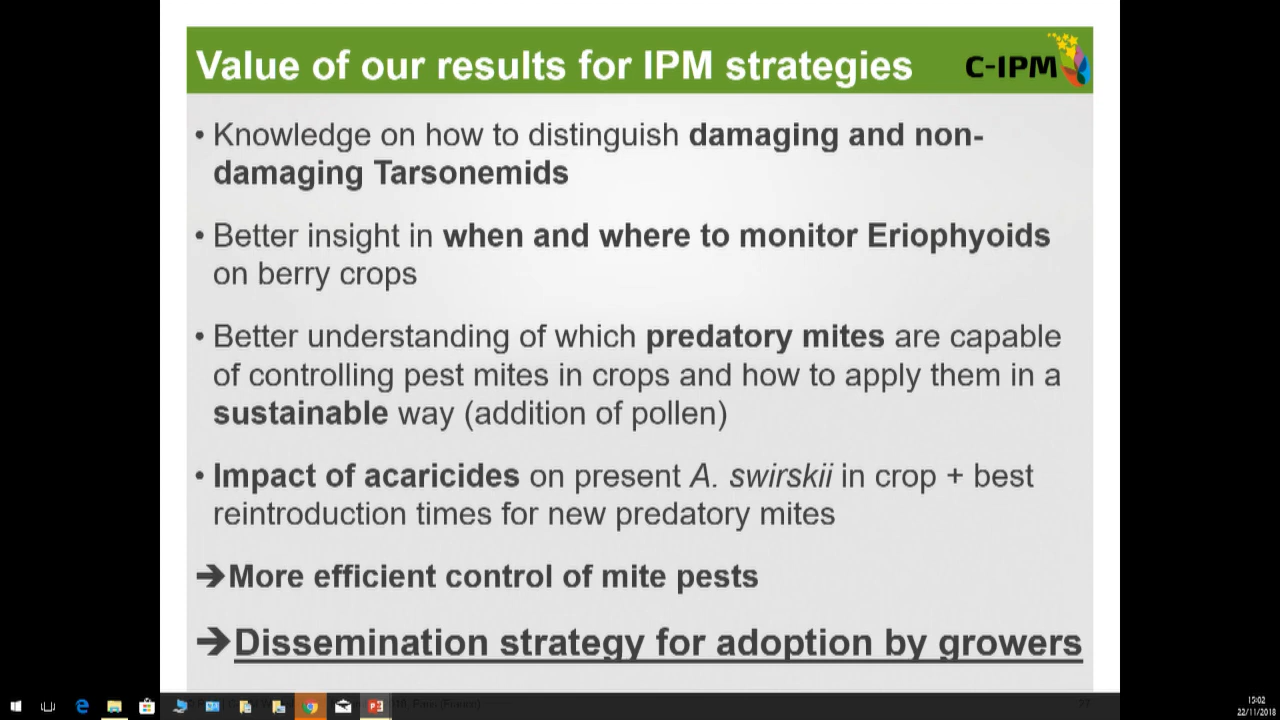 Value of our results for IPM strategies
C-IPM
• Knowledge on how to distinguish damaging and non-
damaging Tarsonemids
• Better insight in when and where to monitor Eriophyoids
on berry crops
• Better understanding of which predatory mites are capable
of controlling pest mites in crops and how to apply them in a
sustainable way (addition of pollen)
• Impact of acaricides on present A. swirskii in crop + best
reintroduction times for new predatory mites
➔More efficient control of mite pests
➔Dissemination strategy for adoption by growers
15:02
22/11/2018